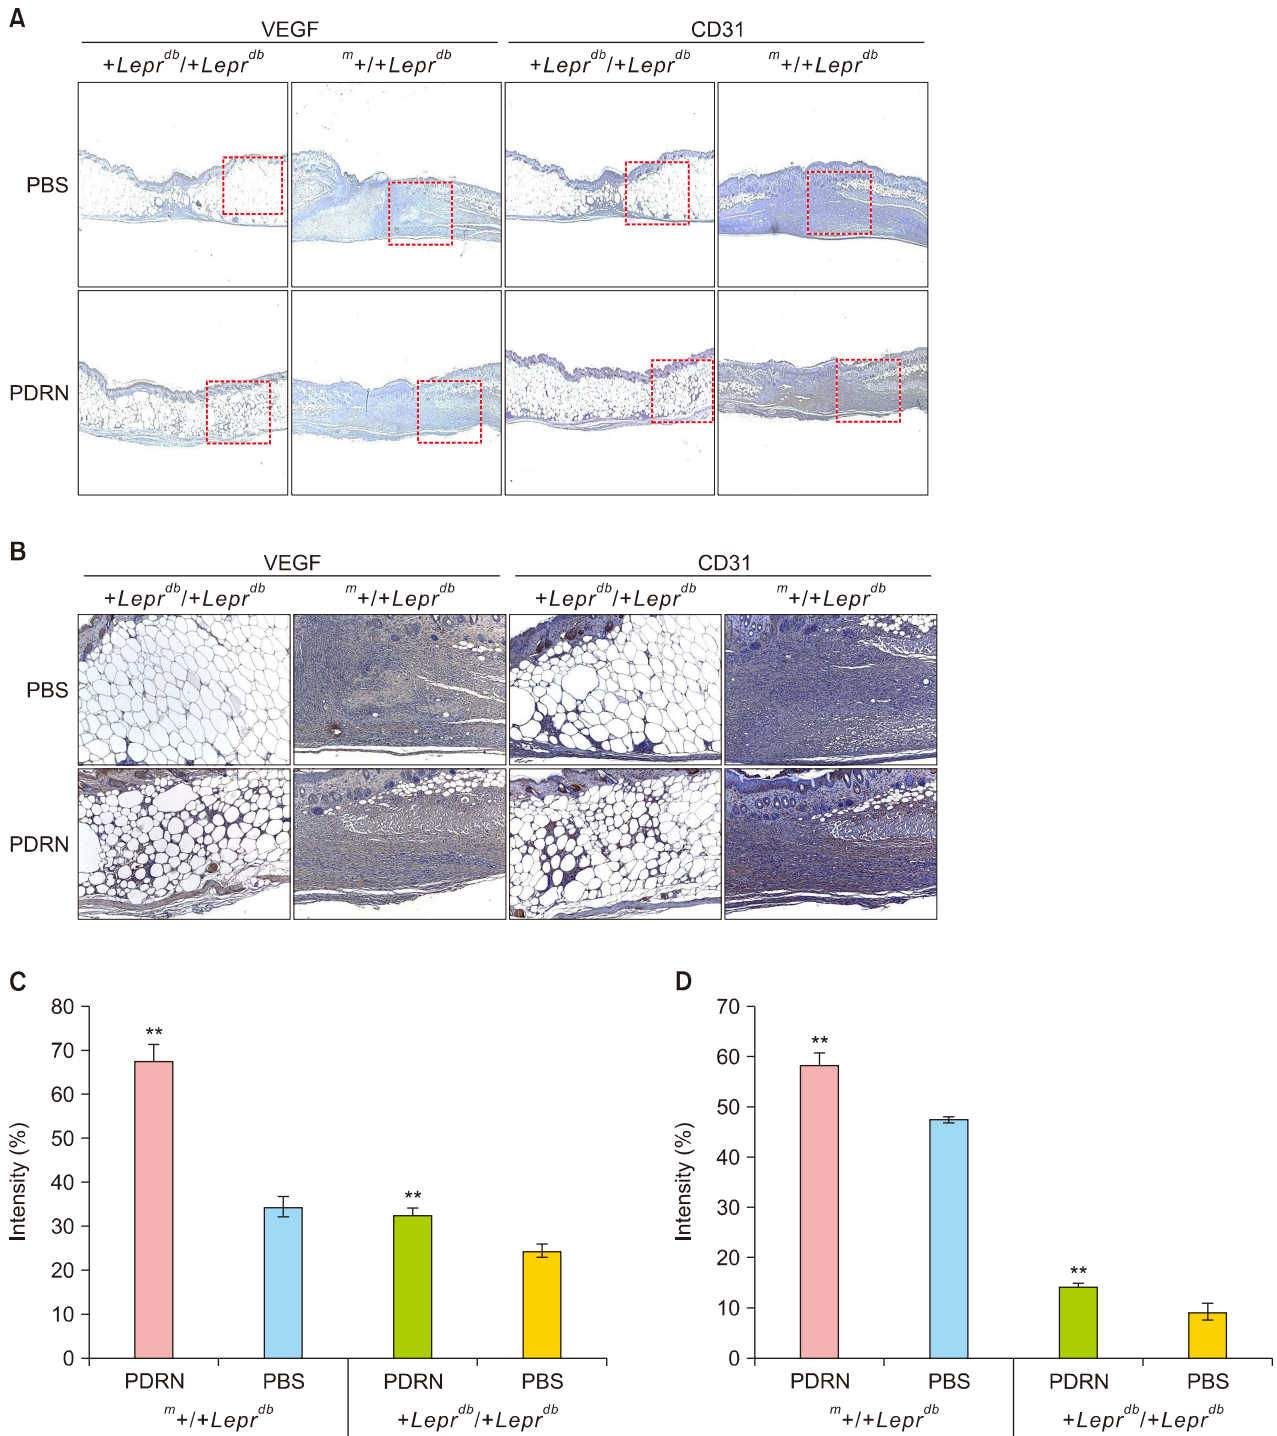 A
VEGF CD31
+Lepr^db/+Lepr^db ^m+/+Lepr^db +Lepr^db/+Lepr^db ^m+/+Lepr^db
PBS
PDRN
B
VEGF CD31
+Lepr^db/+Lepr^db ^m+/+Lepr^db +Lepr^db/+Lepr^db ^m+/+Lepr^db
PBS
PDRN
C
80
70
60
50
40
30
20
10
0
Intensity (%)
**
**
PDRN PBS PDRN PBS
^m+/+Lepr^db +Lepr^db/+Lepr^db
D
70
60
50
40
30
20
10
0
Intensity (%)
**
**
PDRN PBS PDRN PBS
^m+/+Lepr^db +Lepr^db/+Lepr^db